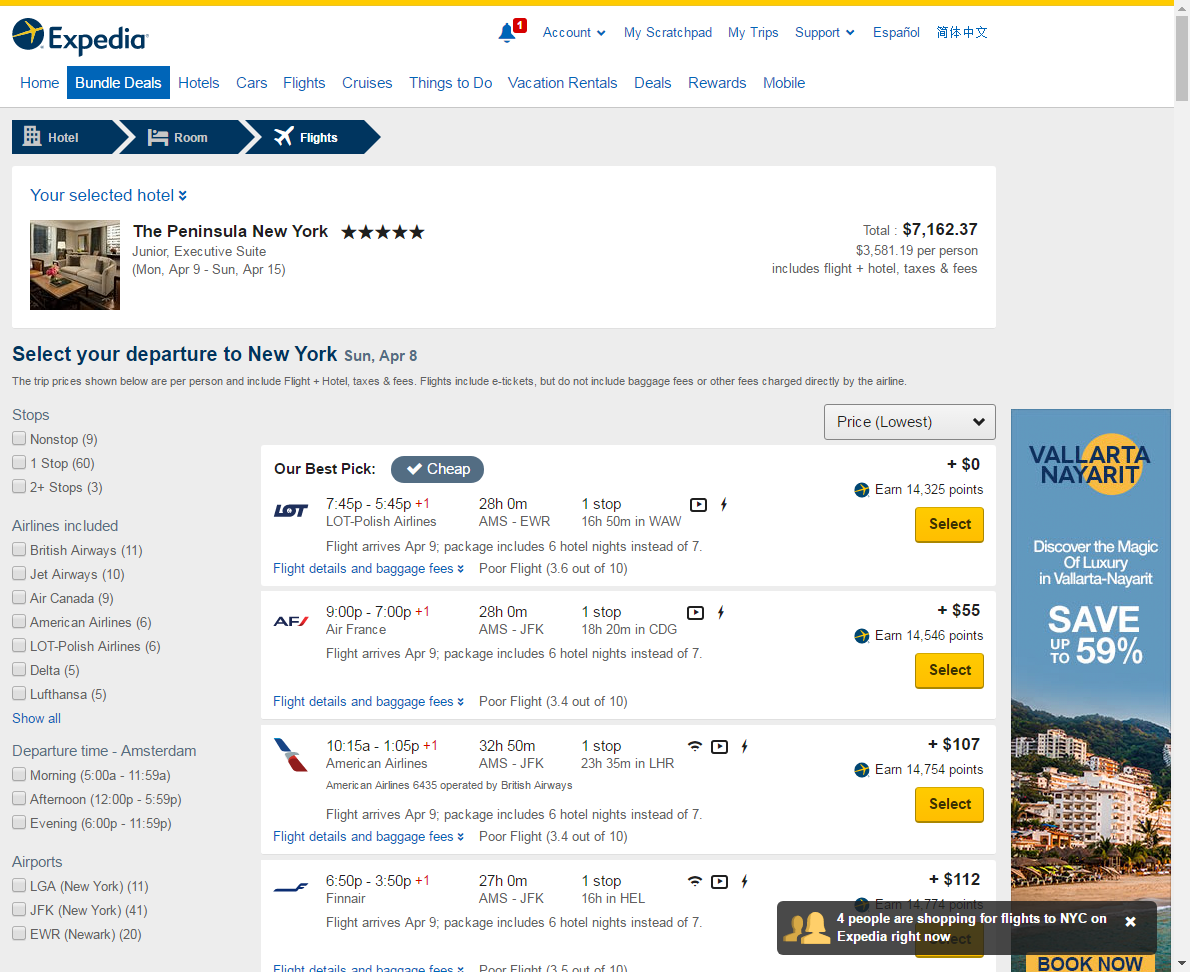 Expedia
1
Account
My Scratchpad
My Trips
Support
Español
简体中文
Home
Bundle Deals
Hotels
Cars
Flights
Cruises
Things to Do
Vacation Rentals
Deals
Rewards
Mobile
Hotel
Room
Flights
Your selected hotel
The Peninsula New York
Junior, Executive Suite
(Mon, Apr 9 - Sun, Apr 15)
Total : $7,162.37
$3,581.19 per person
includes flight + hotel, taxes & fees
Select your departure to New York Sun, Apr 8
The trip prices shown below are per person and include Flight + Hotel, taxes & fees. Flights include e-tickets, but do not include baggage fees or other fees charged directly by the airline.
Stops
Nonstop (9)
1 Stop (60)
2+ Stops (3)
Airlines included
British Airways (11)
Jet Airways (10)
Air Canada (9)
American Airlines (6)
LOT-Polish Airlines (6)
Delta (5)
Lufthansa (5)
Show all
Departure time - Amsterdam
Morning (5:00a - 11:59a)
Afternoon (12:00p - 5:59p)
Evening (6:00p - 11:59p)
Airports
LGA (New York) (11)
JFK (New York) (41)
EWR (Newark) (20)
Price (Lowest)
Our Best Pick: Cheap
+ $0
LOT
7:45p - 5:45p +1 28h 0m 1 stop
LOT-Polish Airlines AMS - EWR 16h 50m in WAW
Earn 14,325 points
Select
Flight arrives Apr 9; package includes 6 hotel nights instead of 7.
Flight details and baggage fees Poor Flight (3.6 out of 10)
+ $55
AF
9:00p - 7:00p +1 28h 0m 1 stop
Air France AMS - JFK 18h 20m in CDG
Earn 14,546 points
Select
Flight arrives Apr 9; package includes 6 hotel nights instead of 7.
Flight details and baggage fees Poor Flight (3.4 out of 10)
+ $107
10:15a - 1:05p +1 32h 50m 1 stop
American Airlines AMS - JFK 23h 35m in LHR
American Airlines 6435 operated by British Airways
Earn 14,754 points
Select
Flight arrives Apr 9; package includes 6 hotel nights instead of 7.
Flight details and baggage fees Poor Flight (3.4 out of 10)
+ $112
6:50p - 3:50p +1 27h 0m 1 stop
Finnair AMS - JFK 16h in HEL
Earn 14,774 points
Flight arrives Apr 9; package includes 6 hotel nights instead of 7.
Flight details and baggage fees Poor Flight (3.5 out of 10)
4 people are shopping for flights to NYC on
Expedia right now
VALLARTA
NAYARIT
Discover the Magic
Of Luxury
in Vallarta-Nayarit
SAVE
UP TO 59%
BOOK NOW